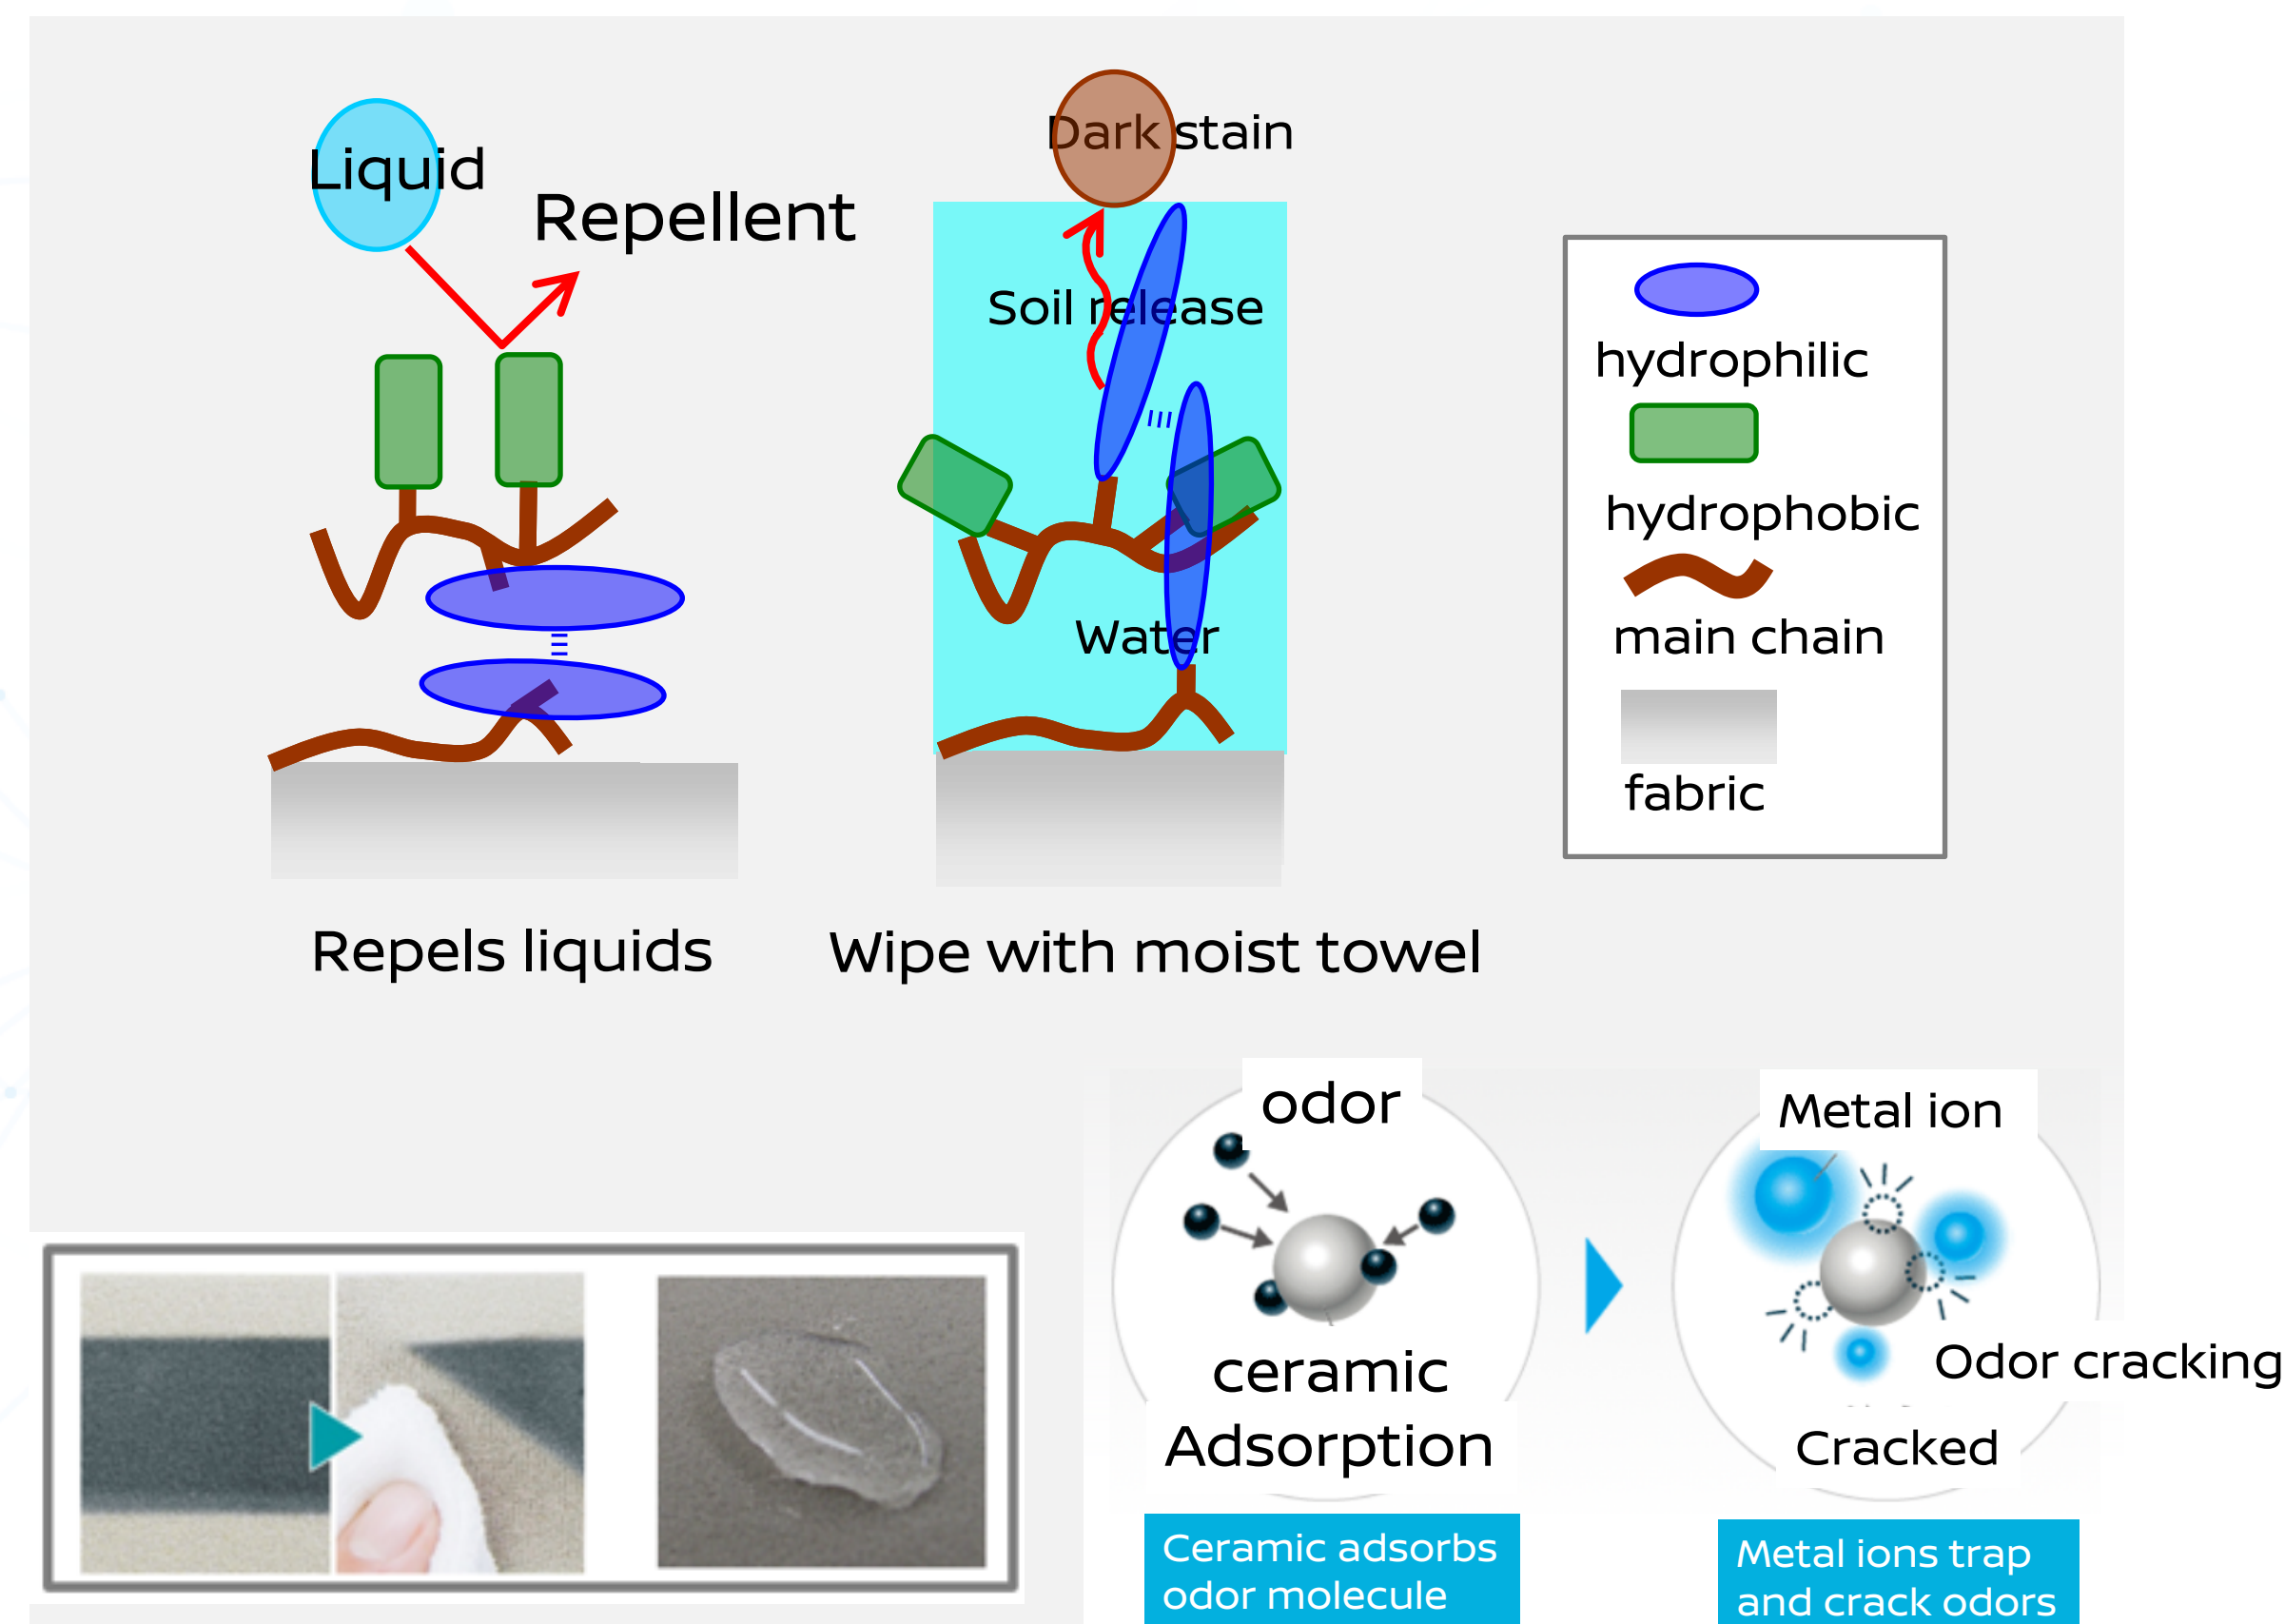 Liquid
Repellent
Dark stain
Soil release
Water
hydrophilic
hydrophobic
main chain
fabric
Repels liquids
Wipe with moist towel
odor
ceramic
Adsorption
Ceramic adsorbs
odor molecule
Metal ion
Odor cracking
Cracked
Metal ions trap
and crack odors